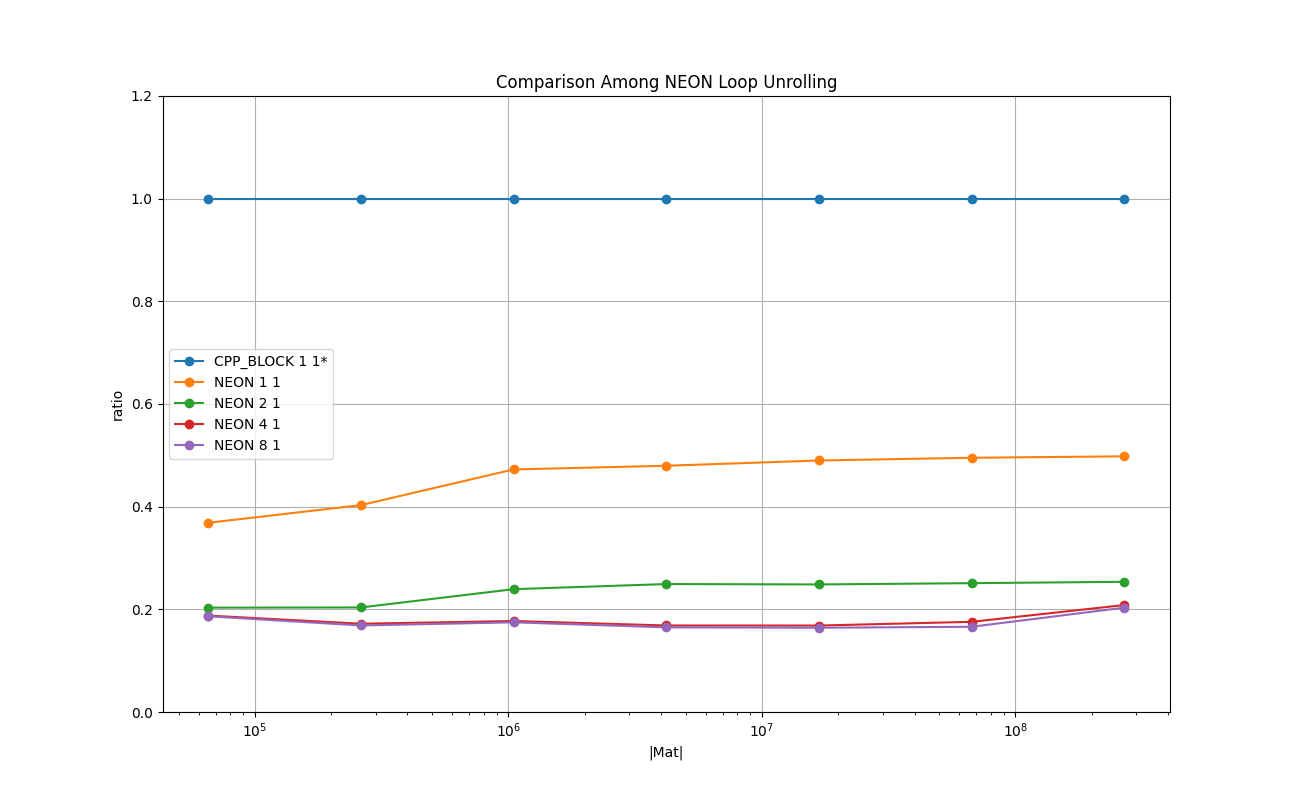 Comparison Among NEON Loop Unrolling
1.2
1.0
0.8
0.6
0.4
0.2
0.0
ratio
CPP_BLOCK 1 1*
NEON 1 1
NEON 2 1
NEON 4 1
NEON 8 1
10⁵ 10⁶ 10⁷ 10⁸
|Mat|